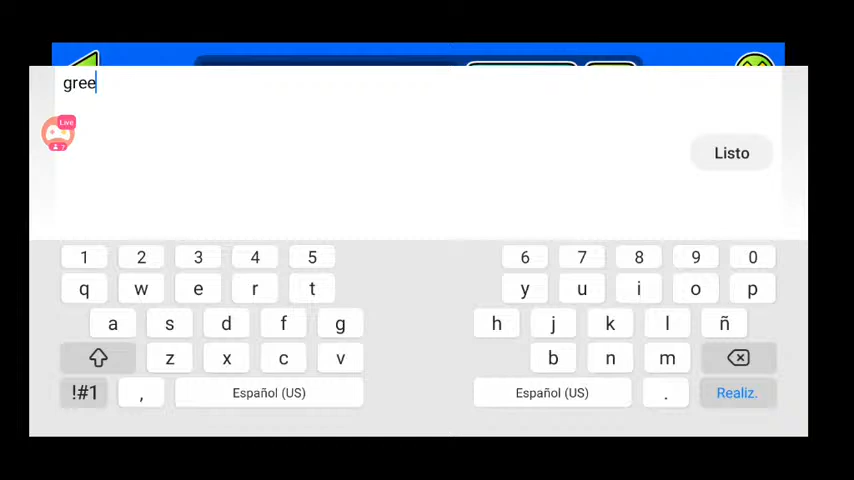 gree
Live
7
Listo
1 2 3 4 5 6 7 8 9 0
q w e r t y u i o p
a s d f g h j k l ñ
z x c v b n m
!#1 , Español (US) Español (US) . Realiz.